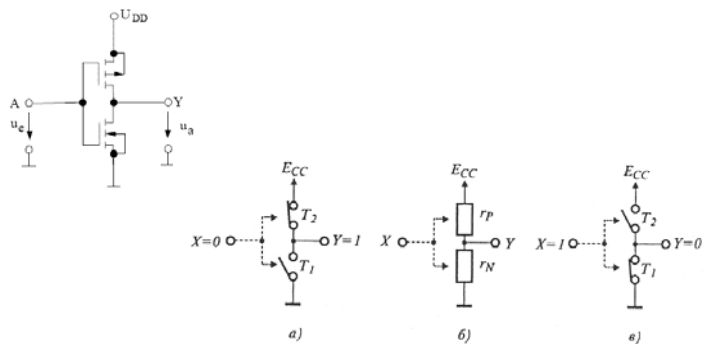 U_DD
A
Y
u_e
u_a
E_CC
E_CC
E_CC
T_2
r_P
T_2
X=0
Y=1
X
Y
X=1
Y=0
T_1
r_N
T_1
а)
б)
в)